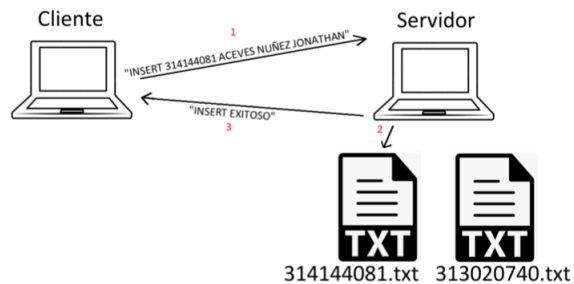 Cliente
Servidor
1
"INSERT 314144081 ACEVES NUÑEZ JONATHAN"
"INSERT EXITOSO"
3
2
TXT
TXT
314144081.txt
313020740.txt